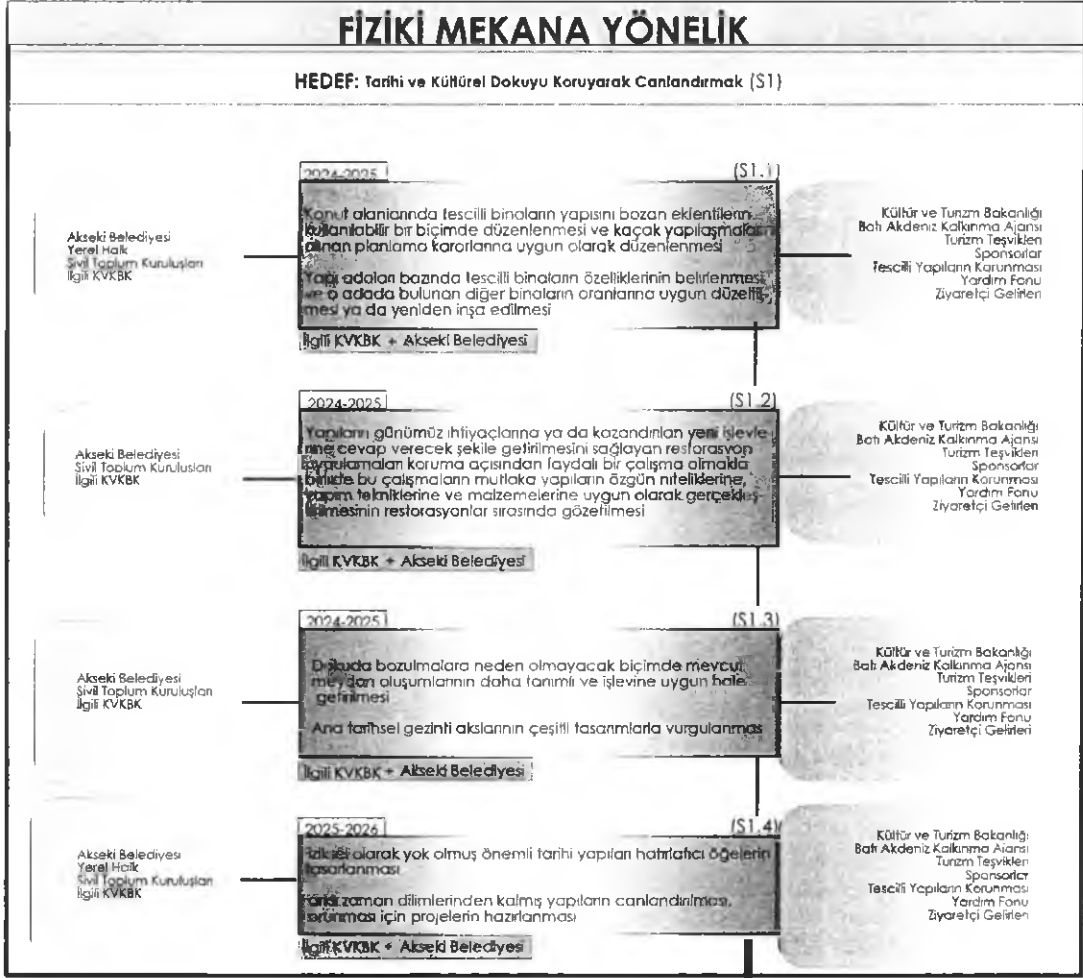 FİZİKİ MEKANA YÖNELİK
HEDEF: Tarihi ve Kültürel Dokuyu Koruyarak Canlandırmak (S1)
2024-2025
(S1.1)
Akseki Belediyesi
Yerel Halk
Sivil Toplum Kuruluşları
İlgili KVKBK
Konut alanlarında tescilli binaların yapısını bozan eklentilerin
kullanılabilir bir biçimde düzenlenmesi ve kaçak yapılaşmaların
alınan planlama kararlarına uygun olarak düzenlenmesi
Yapı adaları bazında tescilli binaların özelliklerinin belirlenmesi
ve o adada bulunan diğer binaların oranlarına uygun düzeltil-
mesi ya da yeniden inşa edilmesi
İlgili KVKBK + Akseki Belediyesi
Kültür ve Turizm Bakanlığı
Batı Akdeniz Kalkınma Ajansı
Turizm Teşvikleri
Sponsorlar
Tescilli Yapıların Korunması
Yardım Fonu
Ziyaretçi Gelirleri
2024-2025
(S1.2)
Akseki Belediyesi
Sivil Toplum Kuruluşları
İlgili KVKBK
Yapıların günümüz ihtiyaçlarına ya da kazandırılan yeni işlevle-
rine cevap verecek şekile getirilmesini sağlayan restorasyon
uygulamaları koruma açısından faydalı bir çalışma olmakla
birlikte bu çalışmaların mutlaka yapıların özgün niteliklerine,
yapım tekniklerine ve malzemelerine uygun olarak gerçekleş-
tirilmesinin restorasyonlar sırasında gözetilmesi
İlgili KVKBK + Akseki Belediyesi
Kültür ve Turizm Bakanlığı
Batı Akdeniz Kalkınma Ajansı
Turizm Teşvikleri
Sponsorlar
Tescilli Yapıların Korunması
Yardım Fonu
Ziyaretçi Gelirleri
2024-2025
(S1.3)
Akseki Belediyesi
Sivil Toplum Kuruluşları
İlgili KVKBK
Dokuda bozulmalara neden olmayacak biçimde mevcut
meydan oluşumlarının daha tanımlı ve işlevine uygun hale
getirilmesi
Ana tarihsel gezinti akslarının çeşitli tasarımlarla vurgulanması
İlgili KVKBK + Akseki Belediyesi
Kültür ve Turizm Bakanlığı
Batı Akdeniz Kalkınma Ajansı
Turizm Teşvikleri
Sponsorlar
Tescilli Yapıların Korunması
Yardım Fonu
Ziyaretçi Gelirleri
2025-2026
(S1.4)
Akseki Belediyesi
Yerel Halk
Sivil Toplum Kuruluşları
İlgili KVKBK
Fiziksel olarak yok olmuş önemli tarihi yapıları hatırlatıcı öğelerin
tasarlanması
zaman dilimlerinden kalmış yapıların canlandırılması,
korunması için projelerin hazırlanması
İlgili KVKBK + Akseki Belediyesi
Kültür ve Turizm Bakanlığı
Batı Akdeniz Kalkınma Ajansı
Turizm Teşvikleri
Sponsorlar
Tescilli Yapıların Korunması
Yardım Fonu
Ziyaretçi Gelirleri